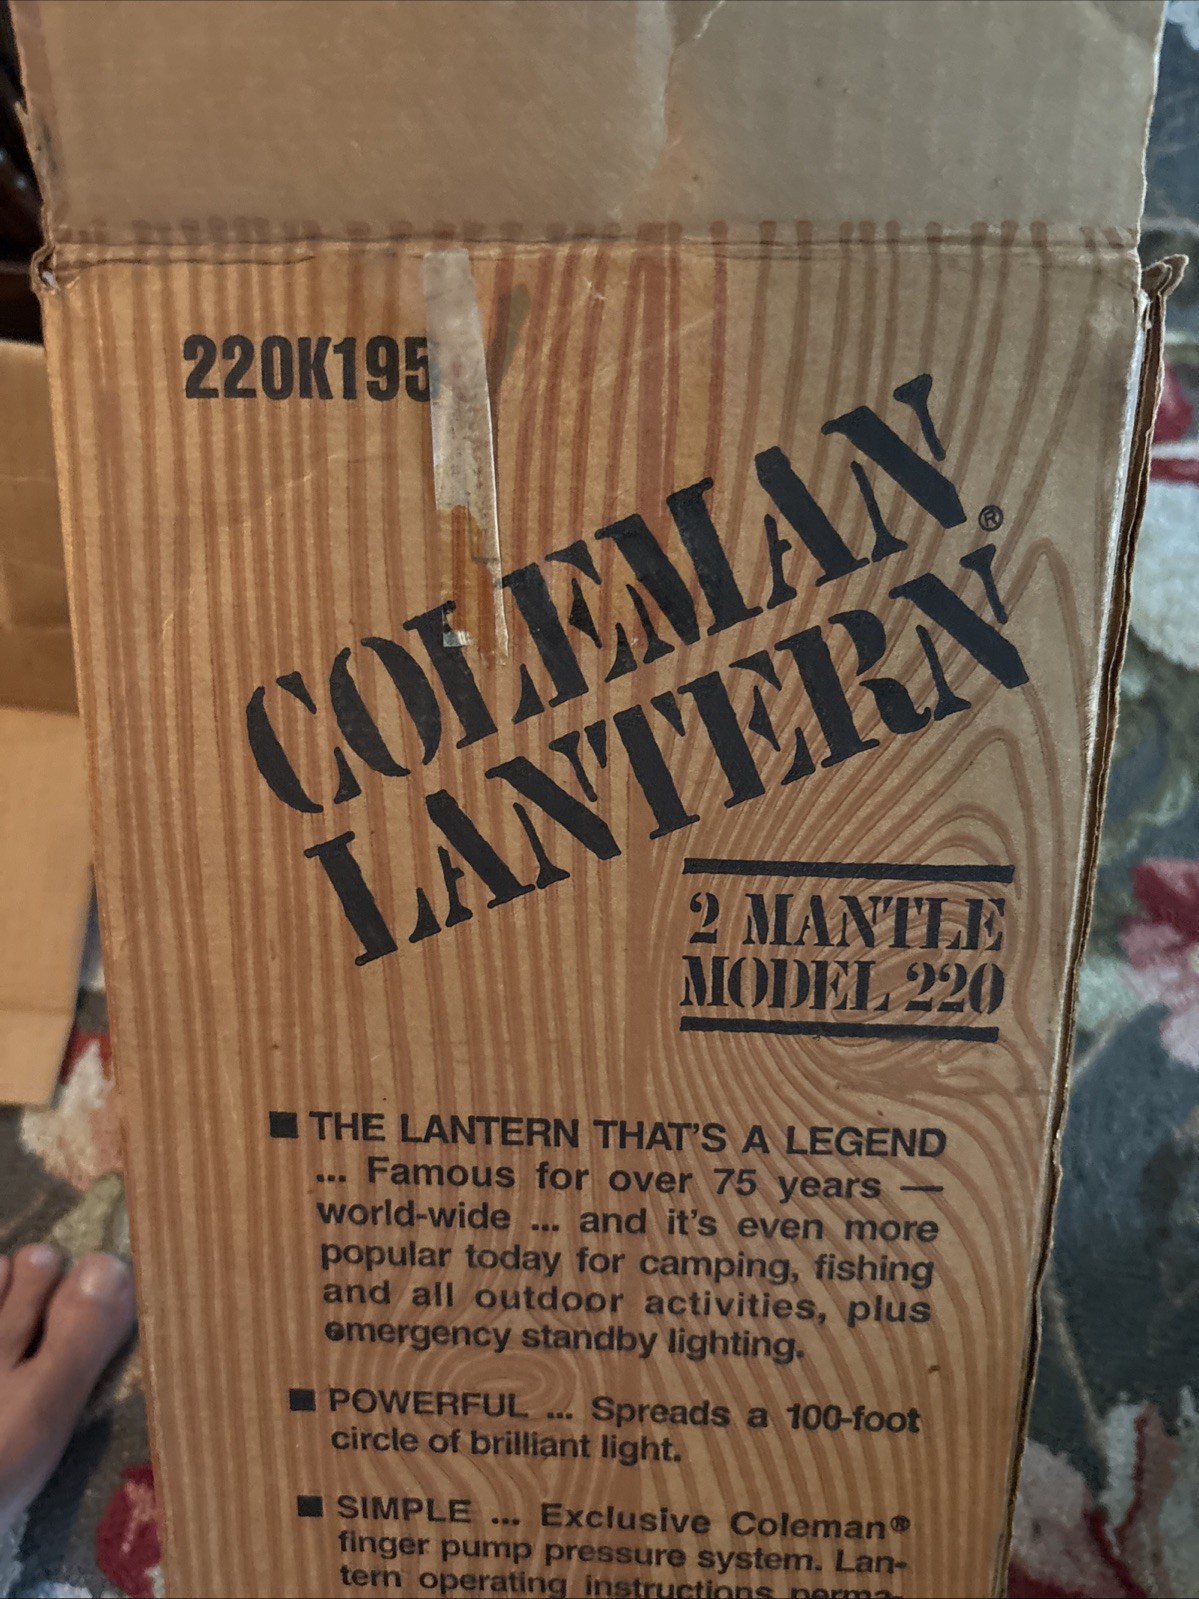 220K195
COLEMAN®
LANTERN
2 MANTLE
MODEL 220
■ THE LANTERN THAT'S A LEGEND
... Famous for over 75 years —
world-wide ... and it's even more
popular today for camping, fishing
and all outdoor activities, plus
emergency standby lighting.
■ POWERFUL ... Spreads a 100-foot
circle of brilliant light.
■ SIMPLE ... Exclusive Coleman®
finger pump pressure system. Lan-
tern operating instructions perma-